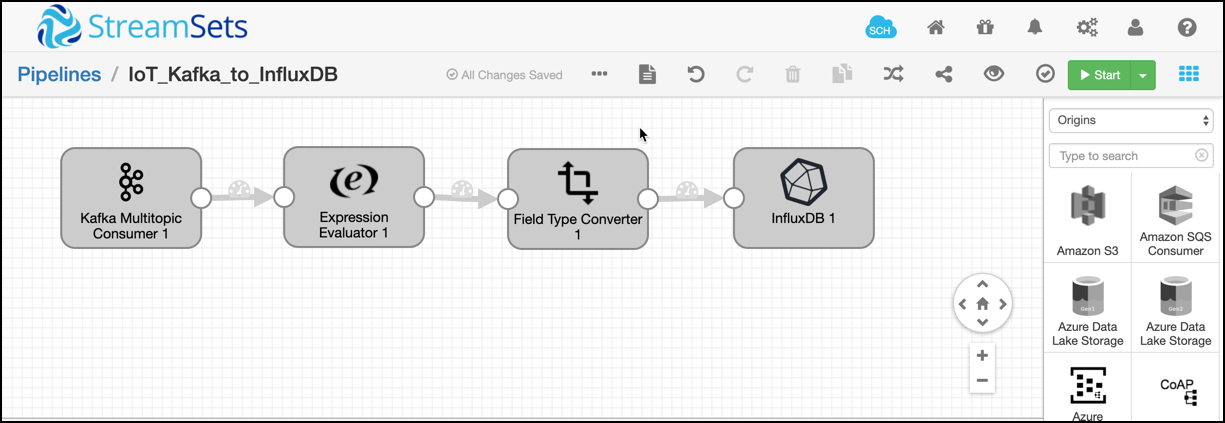 StreamSets
SCH
Pipelines / IoT_Kafka_to_InfluxDB
All Changes Saved
Start
Origins
Type to search
Kafka Multitopic
Consumer 1
Expression
Evaluator 1
Field Type Converter
1
InfluxDB 1
Amazon S3
Amazon SQS
Consumer
Gen1
Azure Data
Lake Storage
Gen2
Azure Data
Lake Storage
Azure
CoAP